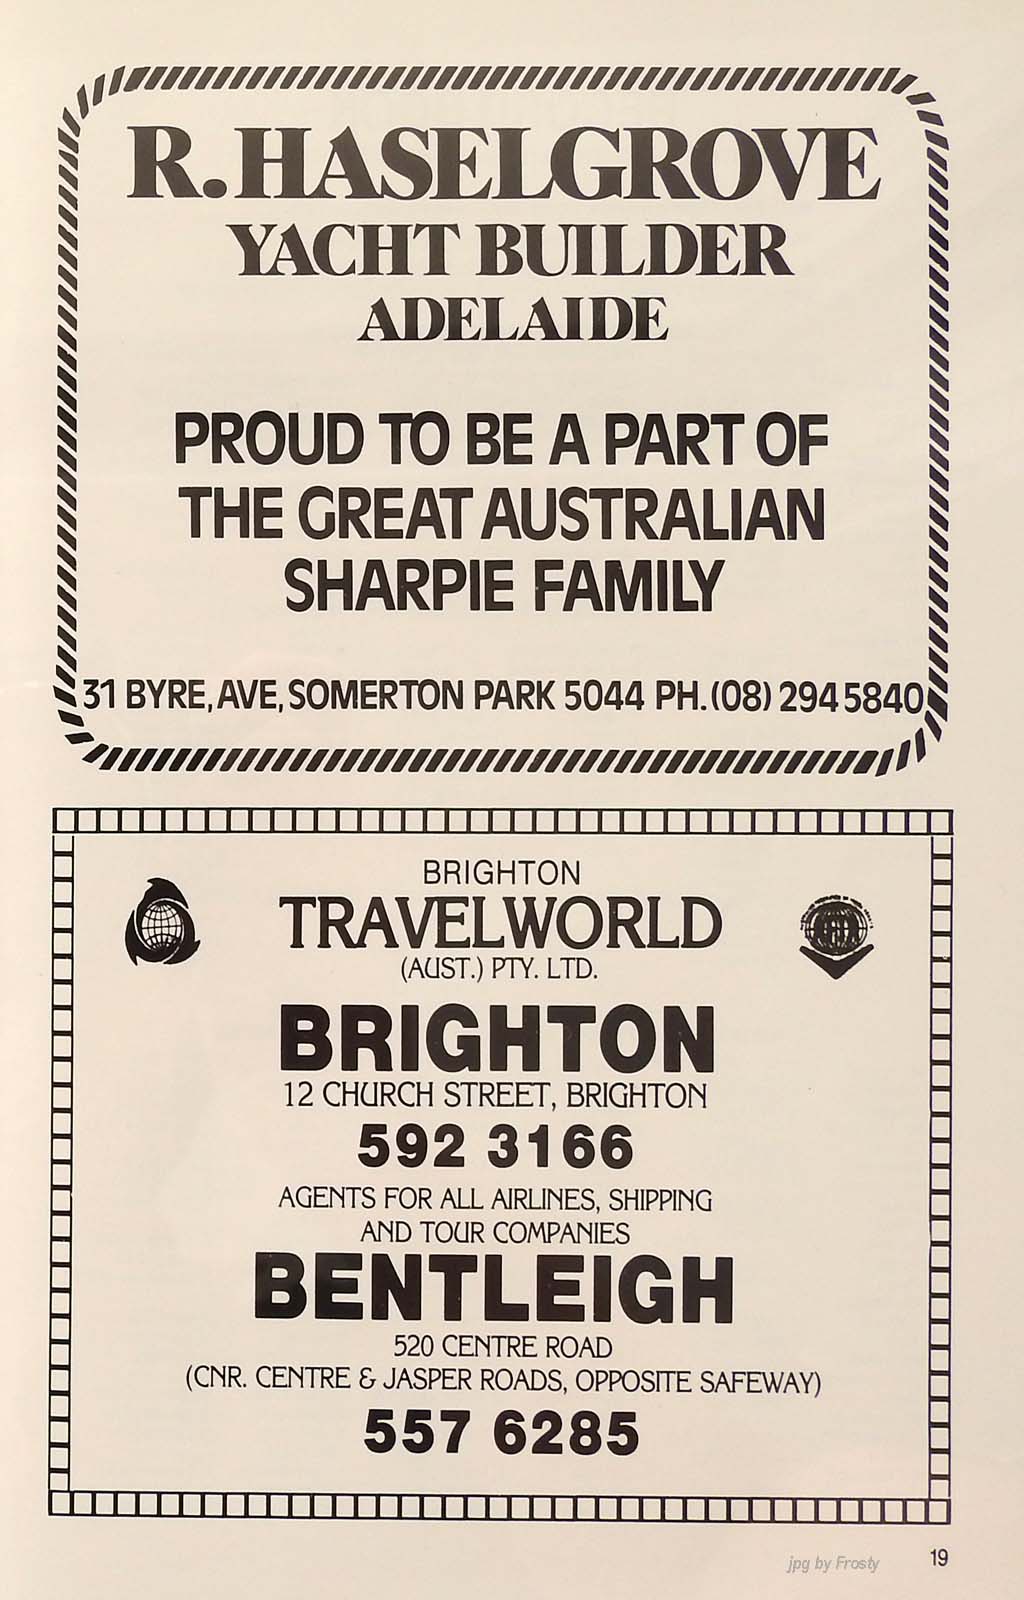 R. HASELGROVE
YACHT BUILDER
ADELAIDE
PROUD TO BE A PART OF
THE GREAT AUSTRALIAN
SHARPIE FAMILY
31 BYRE, AVE, SOMERTON PARK 5044 PH. (08) 294 5840
BRIGHTON
TRAVELWORLD
(AUST.) PTY. LTD.
BRIGHTON
12 CHURCH STREET, BRIGHTON
592 3166
AGENTS FOR ALL AIRLINES, SHIPPING
AND TOUR COMPANIES
BENTLEIGH
520 CENTRE ROAD
(CNR. CENTRE & JASPER ROADS, OPPOSITE SAFEWAY)
557 6285
jpg by Frosty
19